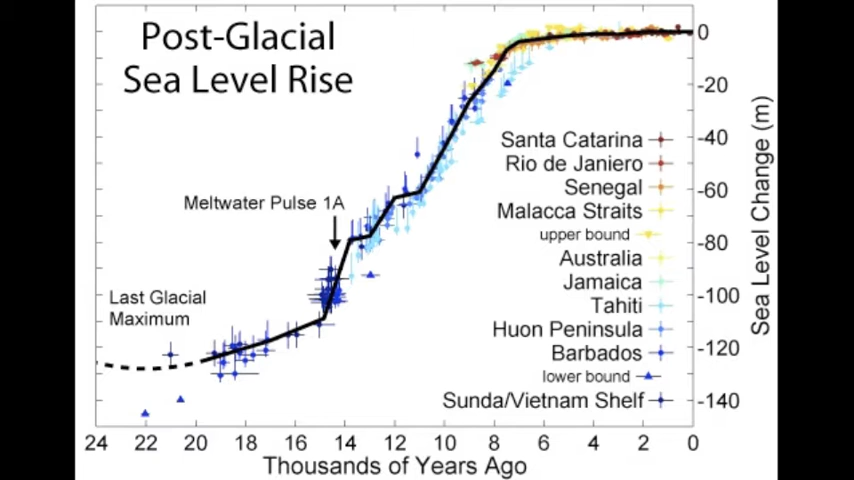 Post-Glacial
Sea Level Rise
Meltwater Pulse 1A
Last Glacial
Maximum
Santa Catarina
Rio de Janiero
Senegal
Malacca Straits
upper bound
Australia
Jamaica
Tahiti
Huon Peninsula
Barbados
lower bound
Sunda/Vietnam Shelf
0
-20
-40
-60
-80
-100
-120
-140
Sea Level Change (m)
24 22 20 18 16 14 12 10 8 6 4 2 0
Thousands of Years Ago